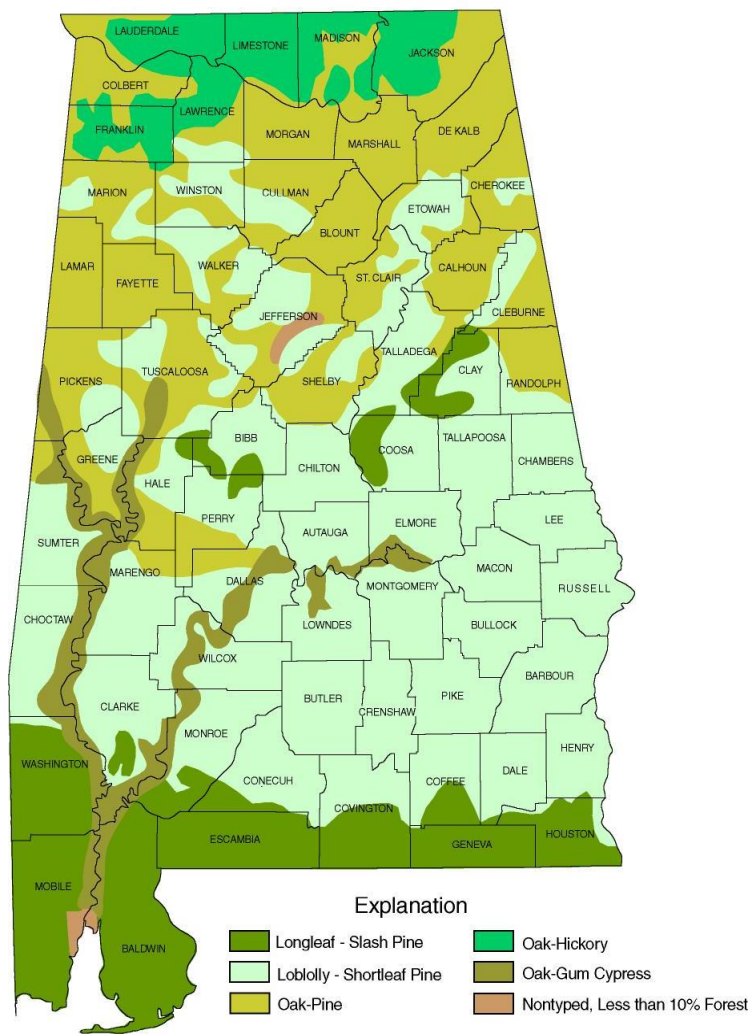 LAUDERDALE
LIMESTONE
MADISON
JACKSON
COLBERT
LAWRENCE
FRANKLIN
MORGAN
MARSHALL
DE KALB
MARION
WINSTON
CULLMAN
CHEROKEE
ETOWAH
BLOUNT
LAMAR
FAYETTE
WALKER
ST. CLAIR
CALHOUN
JEFFERSON
CLEBURNE
PICKENS
TUSCALOOSA
SHELBY
TALLADEGA
CLAY
RANDOLPH
GREENE
HALE
BIBB
CHILTON
COOSA
TALLAPOOSA
CHAMBERS
SUMTER
PERRY
AUTAUGA
ELMORE
LEE
MARENGO
DALLAS
MONTGOMERY
MACON
RUSSELL
CHOCTAW
LOWNDES
BULLOCK
WILCOX
BARBOUR
CLARKE
BUTLER
CRENSHAW
PIKE
MONROE
HENRY
WASHINGTON
CONECUH
COFFEE
DALE
COVINGTON
ESCAMBIA
GENEVA
HOUSTON
MOBILE
BALDWIN
Explanation
Longleaf - Slash Pine
Loblolly - Shortleaf Pine
Oak-Pine
Oak-Hickory
Oak-Gum Cypress
Nontyped, Less than 10% Forest